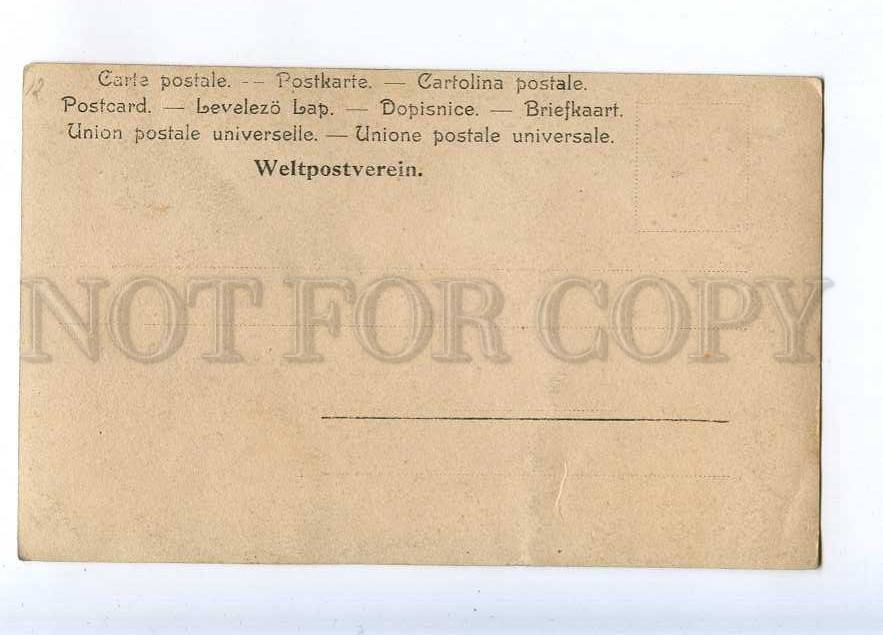 Carte postale. -- Postkarte. — Cartolina postale.
Postcard. — Levelezö Lap. — Dopisnice. — Briefkaart.
Union postale universelle. — Unione postale universale.
Weltpostverein.
NOT FOR COPY